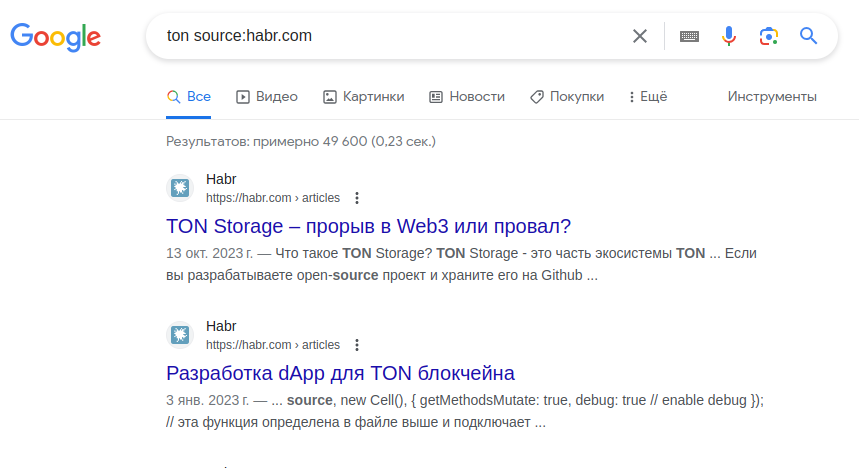 Google
ton source:habr.com
Все Видео Картинки Новости Покупки Ещё Инструменты
Результатов: примерно 49 600 (0,23 сек.)
Habr
https://habr.com › articles
TON Storage – прорыв в Web3 или провал?
13 окт. 2023 г. — Что такое TON Storage? TON Storage - это часть экосистемы TON ... Если
вы разрабатываете open-source проект и храните его на Github ...
Habr
https://habr.com › articles
Разработка dApp для TON блокчейна
3 янв. 2023 г. — ... source, new Cell(), { getMethodsMutate: true, debug: true // enable debug });
// эта функция определена в файле выше и подключает ...